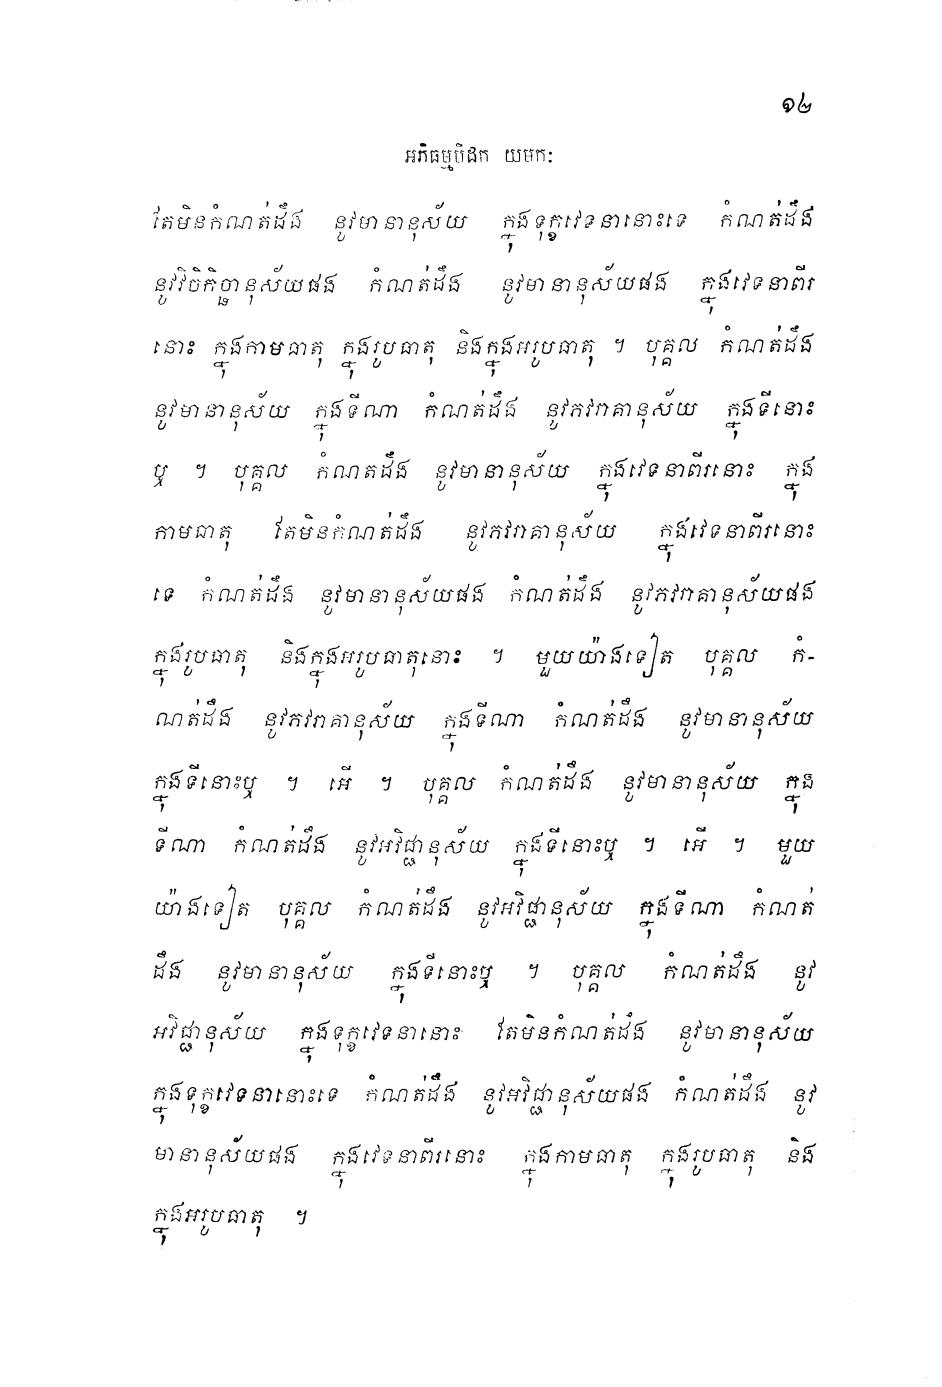 ១២
អភិធម្មបិដក យមកៈ
តែមិនកំណត់ដឹង នូវមានានុស័យ ក្នុងទុក្ខវេទនានោះទេ កំណត់ដឹង
នូវវិចិកិច្ឆានុស័យផង កំណត់ដឹង នូវមានានុស័យផង ក្នុងវេទនាពីរ
នោះ ក្នុងកាមធាតុ ក្នុងរូបធាតុ និងក្នុងអរូបធាតុ ។ បុគ្គល កំណត់ដឹង
នូវមានានុស័យ ក្នុងទីណា កំណត់ដឹង នូវភវរាគានុស័យ ក្នុងទីនោះ
ឬ ។ បុគ្គល កំណតដឹង នូវមានានុស័យ ក្នុងវេទនាពីរនោះ ក្នុង
កាមធាតុ តែមិនកំណត់ដឹង នូវភវរាគានុស័យ ក្នុងវេទនាពីរនោះ
ទេ កំណត់ដឹង នូវមានានុស័យផង កំណត់ដឹង នូវភវរាគានុស័យផង
ក្នុងរូបធាតុ និងក្នុងអរូបធាតុនោះ ។ មួយយ៉ាងទៀត បុគ្គល កំ-
ណត់ដឹង នូវភវរាគានុស័យ ក្នុងទីណា កំណត់ដឹង នូវមានានុស័យ
ក្នុងទីនោះឬ ។ អើ ។ បុគ្គល កំណត់ដឹង នូវមានានុស័យ ក្នុង
ទីណា កំណត់ដឹង នូវអវិជ្ជានុស័យ ក្នុងទីនោះឬ ។ អើ ។ មួយ
យ៉ាងទៀត បុគ្គល កំណត់ដឹង នូវអវិជ្ជានុស័យ ក្នុងទីណា កំណត់
ដឹង នូវមានានុស័យ ក្នុងទីនោះឬ ។ បុគ្គល កំណត់ដឹង នូវ
អវិជ្ជានុស័យ ក្នុងទុក្ខវេទនានោះ តែមិនកំណត់ដឹង នូវមានានុស័យ
ក្នុងទុក្ខវេទនានោះទេ កំណត់ដឹង នូវអវិជ្ជានុស័យផង កំណត់ដឹង នូវ
មានានុស័យផង ក្នុងវេទនាពីរនោះ ក្នុងកាមធាតុ ក្នុងរូបធាតុ និង
ក្នុងអរូបធាតុ ។